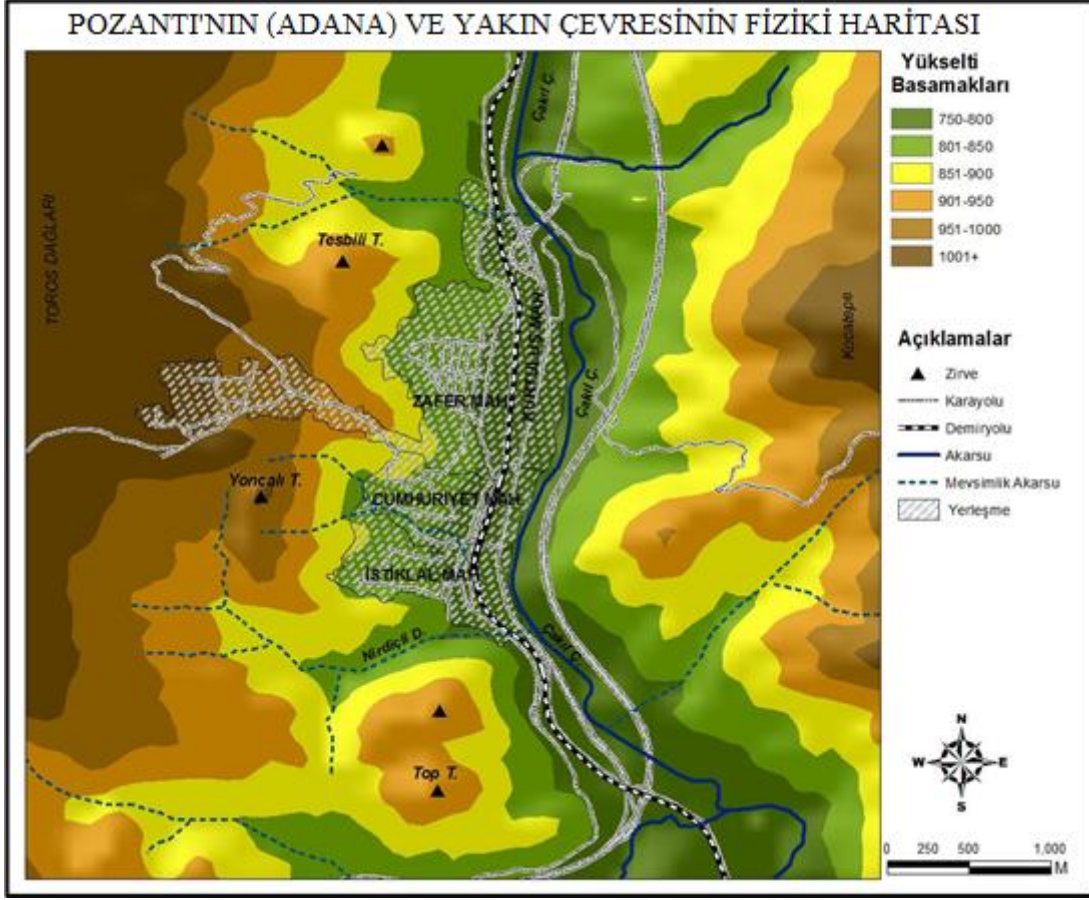 POZANTI'NIN (ADANA) VE YAKIN ÇEVRESİNİN FİZİKİ HARİTASI
Yükselti
Basamakları
750-800
801-850
851-900
901-950
951-1000
1001+
Açıklamalar
Zirve
Karayolu
Demiryolu
Akarsu
Mevsimlik Akarsu
Yerleşme
N
W E
S
0 250 500 1,000
M
Çakıt Ç.
TOROS DAĞLARI
Tesbili T.
Kocatepe
KURTULUŞ MAH
Çakıt Ç.
ZAFER MAH
Yoncalı T.
CUMHURİYET MAH
İSTİKLAL MAH
Nirdiçli D.
Çakıt Ç.
Top T.